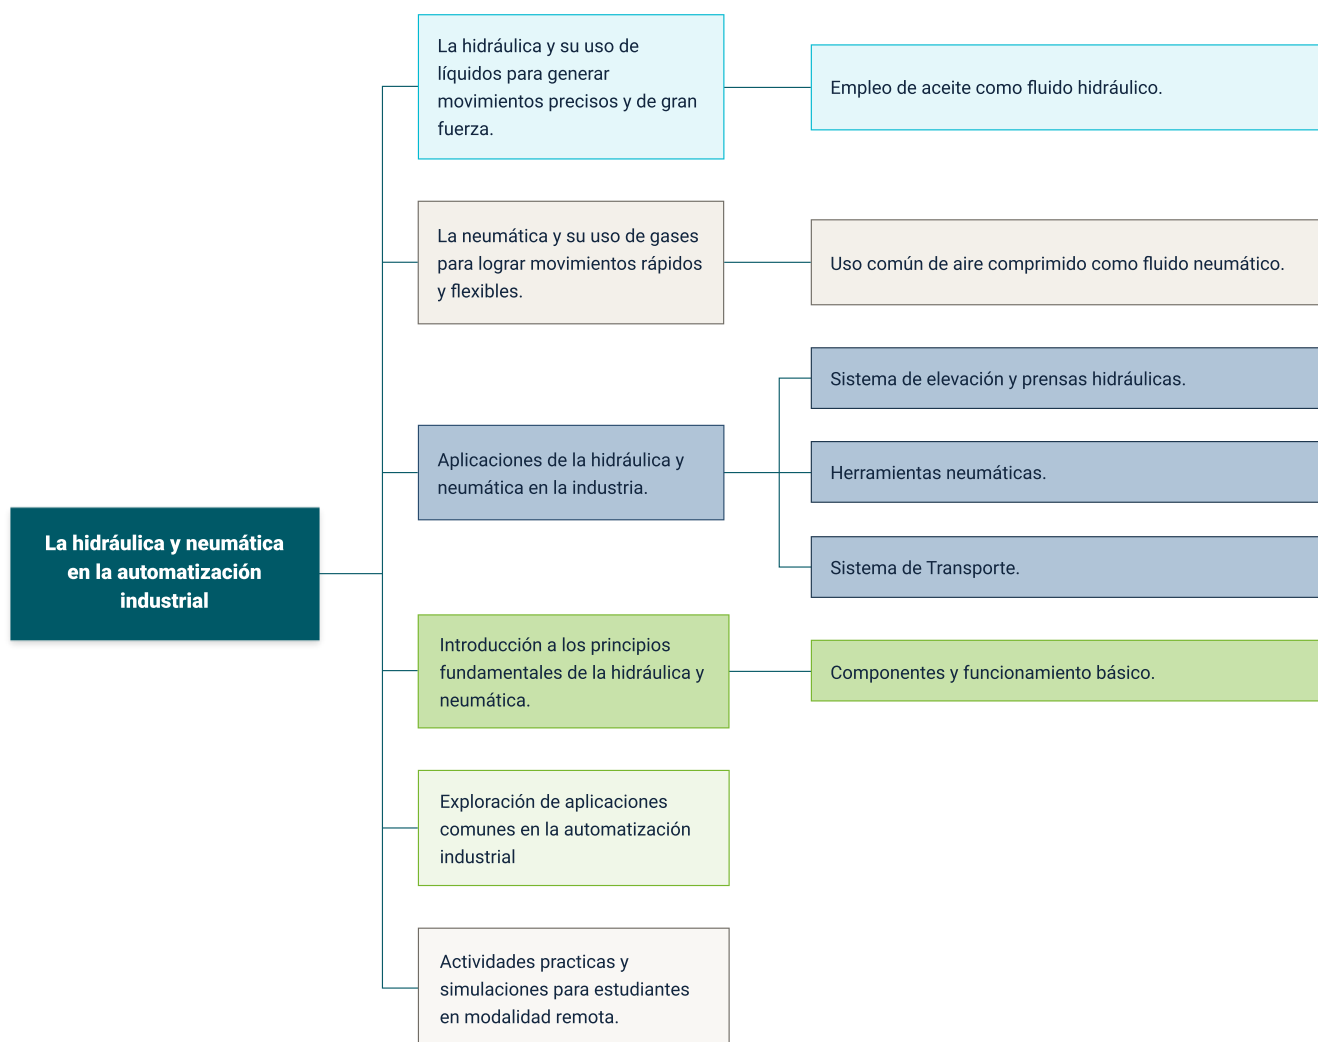 La hidráulica y su uso de
líquidos para generar
movimientos precisos y de gran
fuerza.
Empleo de aceite como fluido hidráulico.
La neumática y su uso de gases
para lograr movimientos rápidos
y flexibles.
Uso común de aire comprimido como fluido neumático.
Aplicaciones de la hidráulica y
neumática en la industria.
Sistema de elevación y prensas hidráulicas.
Herramientas neumáticas.
Sistema de Transporte.
La hidráulica y neumática
en la automatización
industrial
Introducción a los principios
fundamentales de la hidráulica y
neumática.
Componentes y funcionamiento básico.
Exploración de aplicaciones
comunes en la automatización
industrial
Actividades practicas y
simulaciones para estudiantes
en modalidad remota.